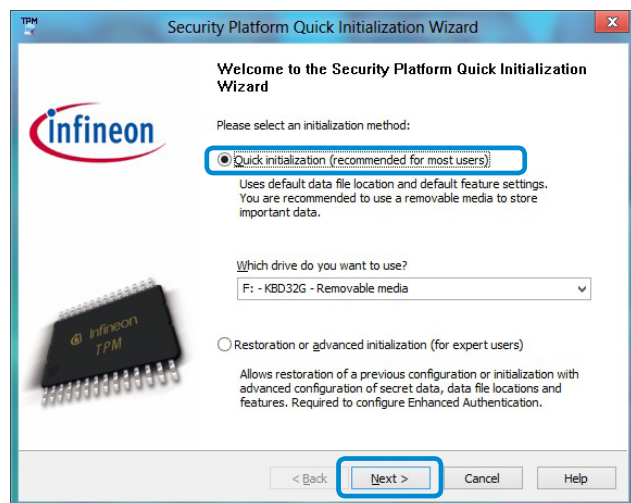 TPM
Security Platform Quick Initialization Wizard
x
Welcome to the Security Platform Quick Initialization
Wizard
infineon
Please select an initialization method:
Quick initialization (recommended for most users)
Uses default data file location and default feature settings.
You are recommended to use a removable media to store
important data.
Which drive do you want to use?
F: - KBD32G - Removable media
Infineon
TPM
Restoration or advanced initialization (for expert users)
Allows restoration of a previous configuration or initialization with
advanced configuration of secret data, data file locations and
features. Required to configure Enhanced Authentication.
< Back
Next >
Cancel
Help